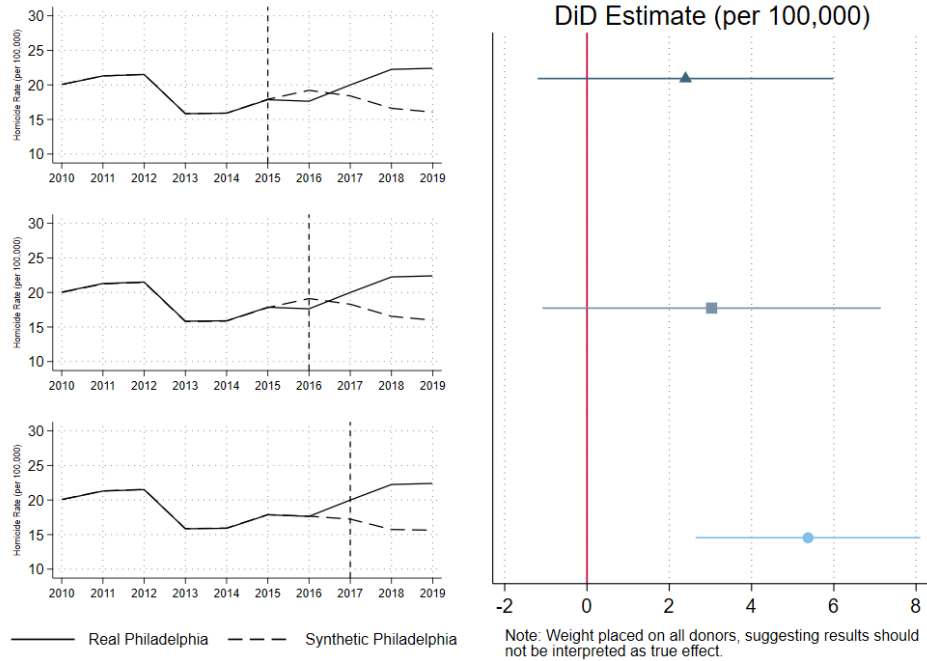 DiD Estimate (per 100,000)
Homicide Rate (per 100.000)
30
25
20
15
10
2010 2011 2012 2013 2014 2015 2016 2017 2018 2019
Homicide Rate (per 100.000)
30
25
20
15
10
2010 2011 2012 2013 2014 2015 2016 2017 2018 2019
Homicide Rate (per 100.000)
30
25
20
15
10
2010 2011 2012 2013 2014 2015 2016 2017 2018 2019
Real Philadelphia Synthetic Philadelphia
-2 0 2 4 6 8
Note: Weight placed on all donors, suggesting results should
not be interpreted as true effect.